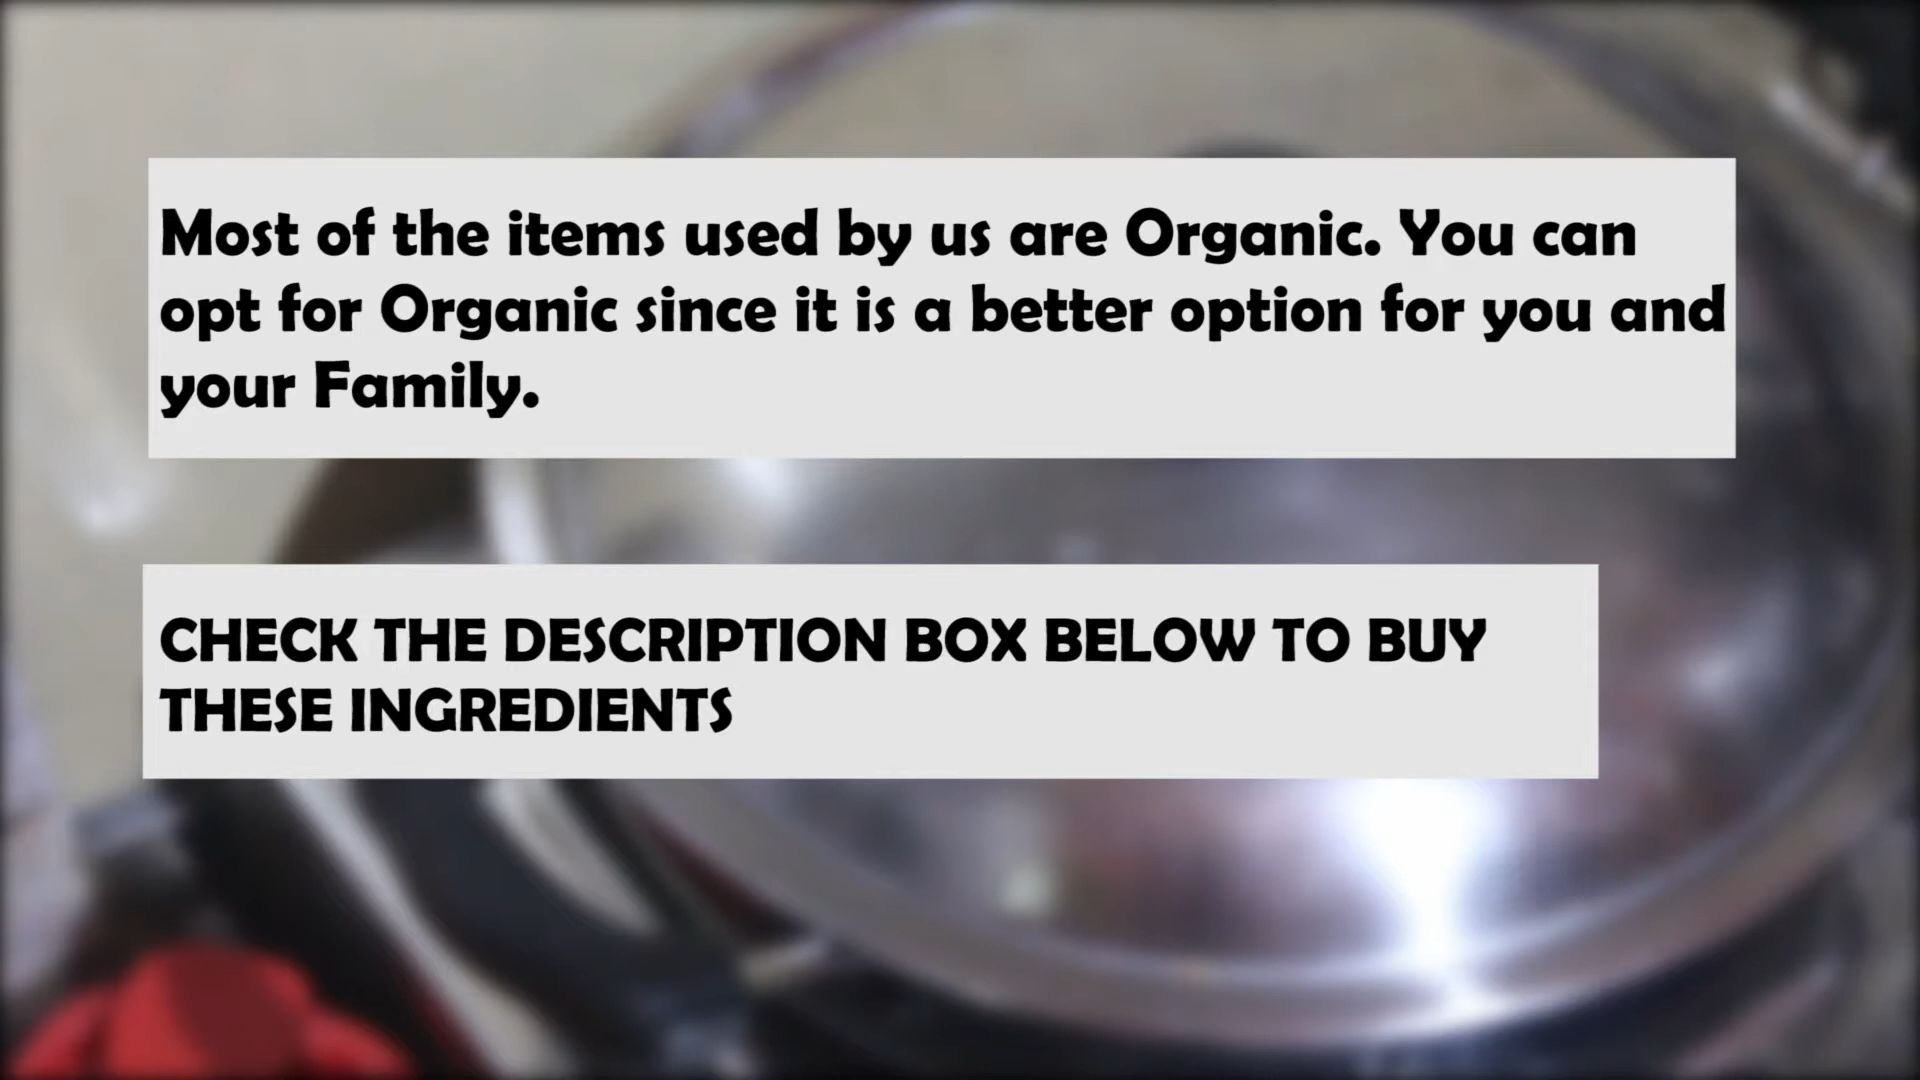 Most of the items used by us are Organic. You can
opt for Organic since it is a better option for you and
your Family.
CHECK THE DESCRIPTION BOX BELOW TO BUY
THESE INGREDIENTS